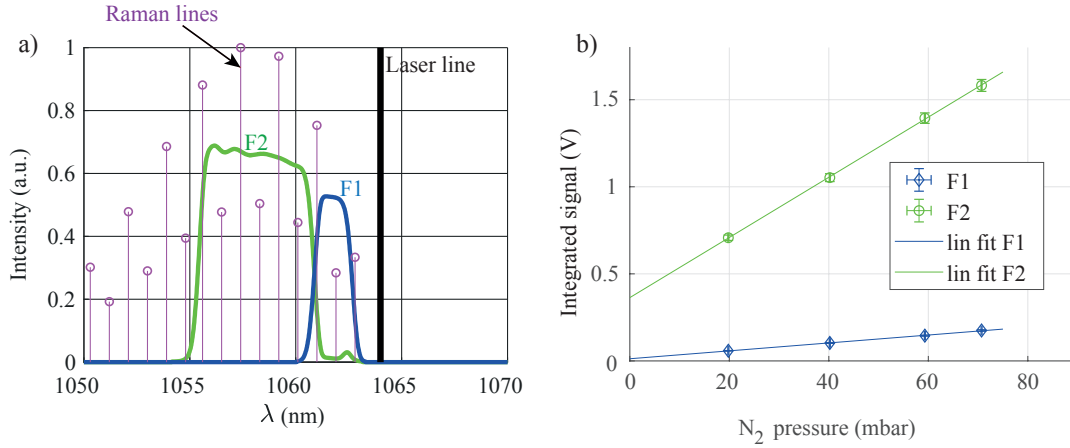 Raman lines
a)
Laser line
F2
F1
1
0.8
0.6
0.4
0.2
0
Intensity (a.u.)
1050 1055 1060 1065 1070
λ (nm)
b)
1.5
1
0.5
0
Integrated signal (V)
0 20 40 60 80
N2 pressure (mbar)
F1
F2
lin fit F1
lin fit F2